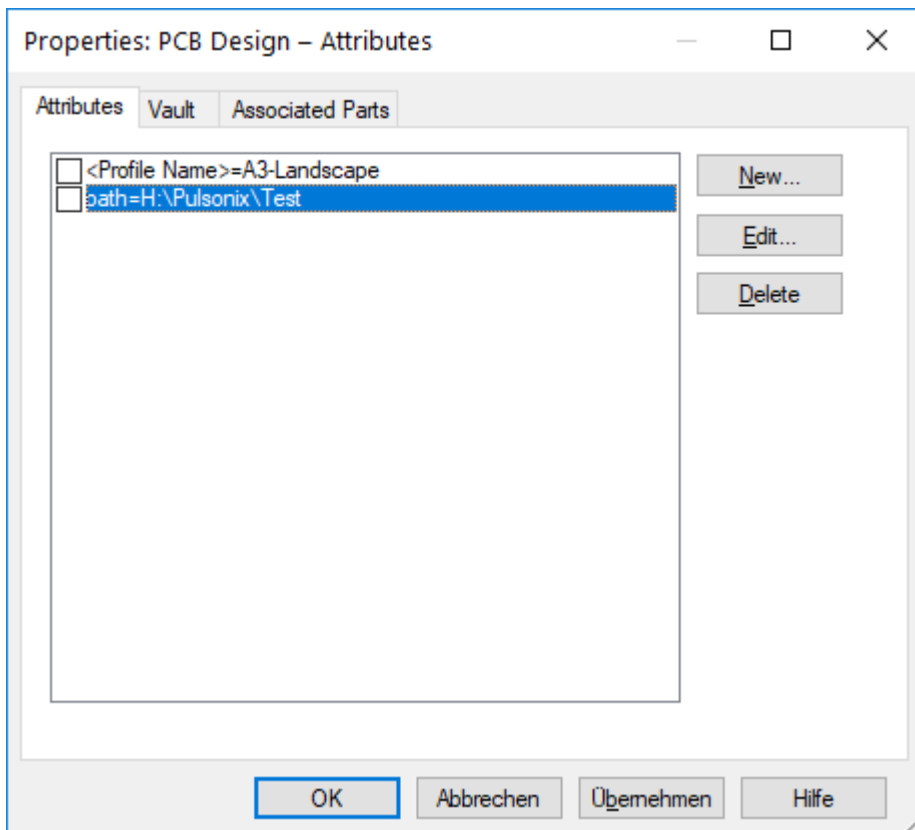 Properties: PCB Design – Attributes
Attributes Vault Associated Parts
<Profile Name>=A3-Landscape
path=H:\Pulsonix\Test
New...
Edit...
Delete
OK Abbrechen Übernehmen Hilfe